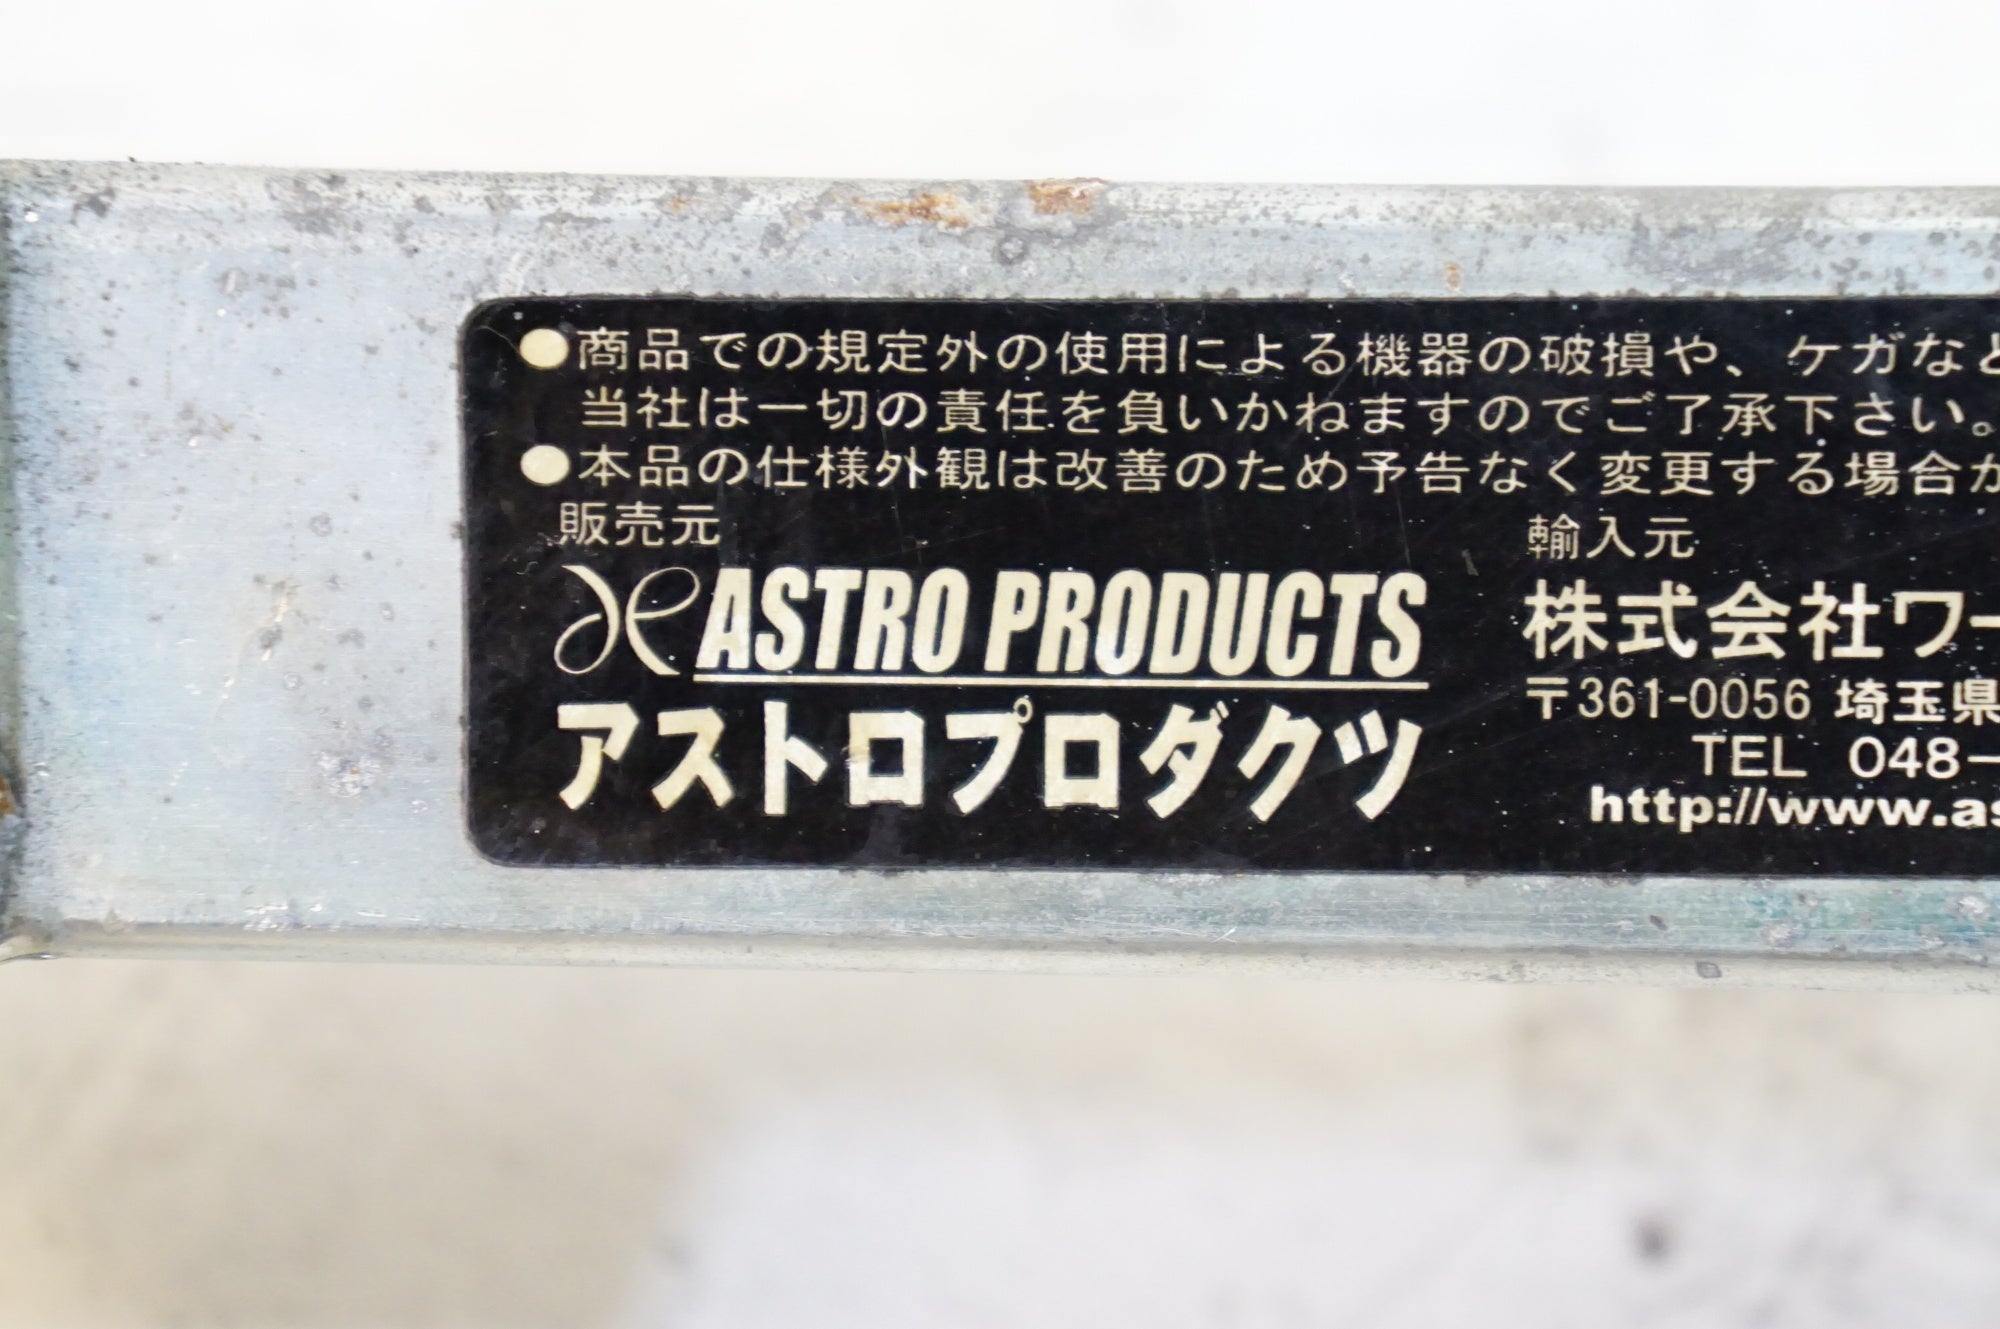 ●商品での規定外の使用による機器の破損や、ケガなど
当社は一切の責任を負いかねますのでご了承下さい。
●本品の仕様外観は改善のため予告なく変更する場合が
販売元
ASTRO PRODUCTS
アストロプロダクツ
輸入元
株式会社ワー
〒361-0056 埼玉県
TEL 048-
http://www.as